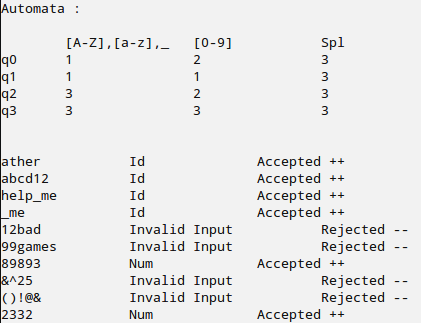 Automata :
[A-Z],[a-z],_ [0-9] Spl
q0 1 2 3
q1 1 1 3
q2 3 2 3
q3 3 3 3
ather Id Accepted ++
abcd12 Id Accepted ++
help_me Id Accepted ++
_me Id Accepted ++
12bad Invalid Input Rejected --
99games Invalid Input Rejected --
89893 Num Accepted ++
&^25 Invalid Input Rejected --
()!@& Invalid Input Rejected --
2332 Num Accepted ++